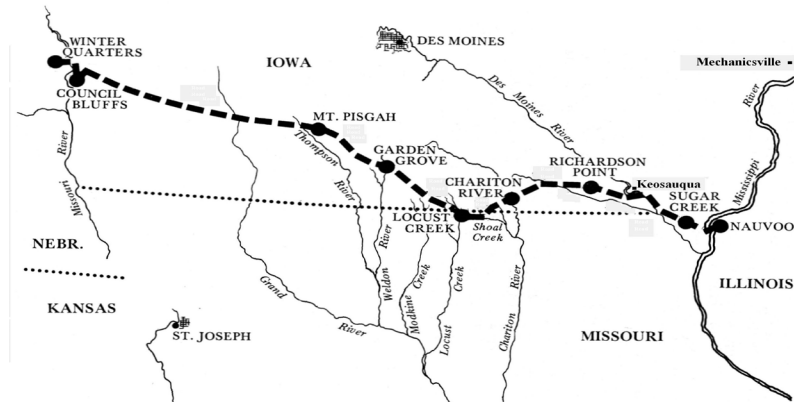 WINTER
QUARTERS
IOWA
DES MOINES
Mechanicsville
COUNCIL
BLUFFS
Des Moines
River
River
MT. PISGAH
Thompson
River
GARDEN
GROVE
RICHARDSON
POINT
Keosauqua
Mississippi
CHARITON
RIVER
SUGAR
CREEK
Missouri
River
LOCUST
CREEK
Shoal
Creek
NAUVOO
NEBR.
KANSAS
ILLINOIS
Grand
River
Weldon
River
Modkine
Creek
Locust
Creek
Chariton
River
ST. JOSEPH
MISSOURI